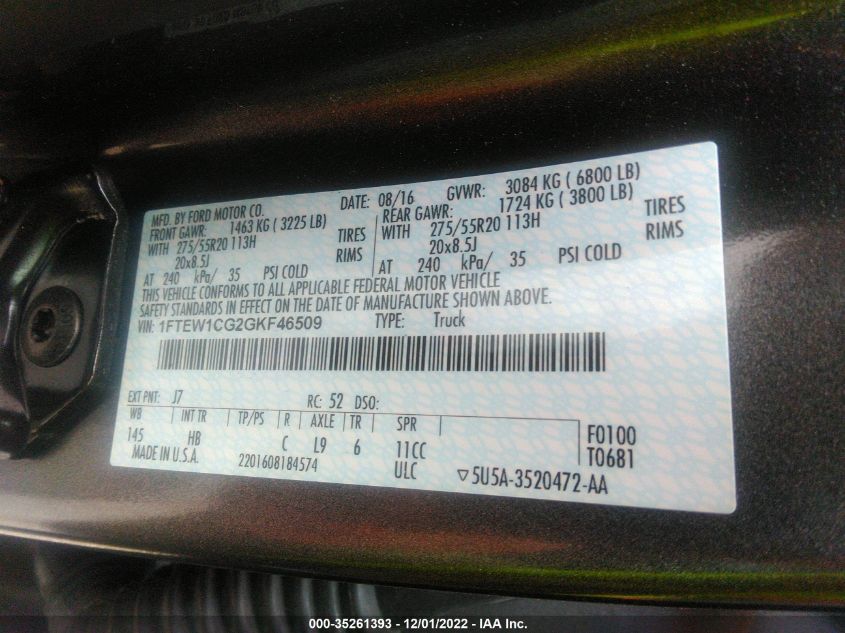 MFD. BY FORD MOTOR CO.
DATE: 08/16 GVWR: 3084 KG ( 6800 LB)
FRONT GAWR: 1463 KG ( 3225 LB)
REAR GAWR: 1724 KG ( 3800 LB)
WITH 275/55R20 113H TIRES
WITH 275/55R20 113H TIRES
20x8.5J RIMS
20x8.5J RIMS
AT 240 kPa/ 35 PSI COLD
AT 240 kPa/ 35 PSI COLD
THIS VEHICLE CONFORMS TO ALL APPLICABLE FEDERAL MOTOR VEHICLE
SAFETY STANDARDS IN EFFECT ON THE DATE OF MANUFACTURE SHOWN ABOVE.
VIN: 1FTEW1CG2GKF46509 TYPE: Truck
EXT PNT: J7 RC: 52 DSO:
WB INT TR TP/PS R AXLE TR SPR
145 HB C L9 6 11CC F0100
MADE IN U.S.A. 2201608184574 ULC T0681
▽5U5A-3520472-AA
000-35261393 - 12/01/2022 - IAA Inc.